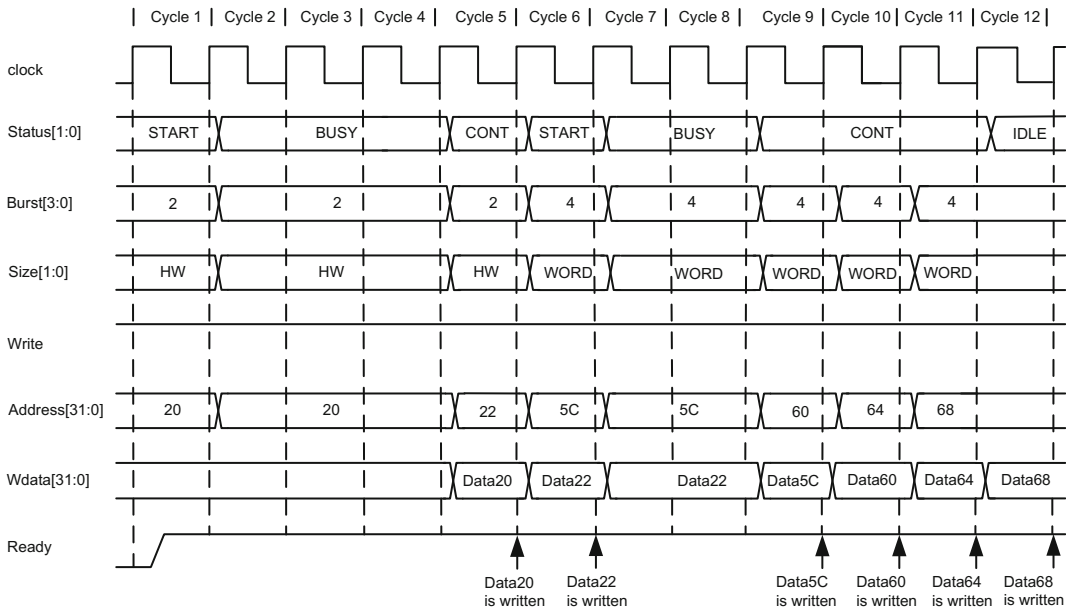 | Cycle 1 | Cycle 2 | Cycle 3 | Cycle 4 | Cycle 5 | Cycle 6 | Cycle 7 | Cycle 8 | Cycle 9 | Cycle 10 | Cycle 11 | Cycle 12 |
clock
Status[1:0] START BUSY CONT START BUSY CONT IDLE
Burst[3:0] 2 2 2 4 4 4 4 4
Size[1:0] HW HW HW WORD WORD WORD WORD WORD
Write
Address[31:0] 20 20 22 5C 5C 60 64 68
Wdata[31:0] Data20 Data22 Data22 Data5C Data60 Data64 Data68
Ready
Data20 Data22 Data5C Data60 Data64 Data68
is written is written is written is written is written is written